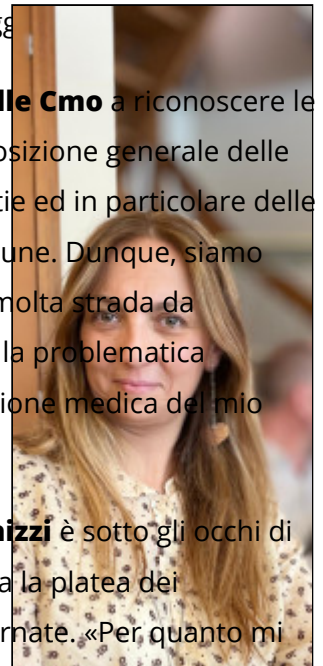 lle Cmo a riconoscere le
osizione generale delle
tie ed in particolare delle
une. Dunque, siamo
molta strada da
la problematica
ione medica del mio
nizzi è sotto gli occhi di
a la platea dei
rnate. «Per quanto mi